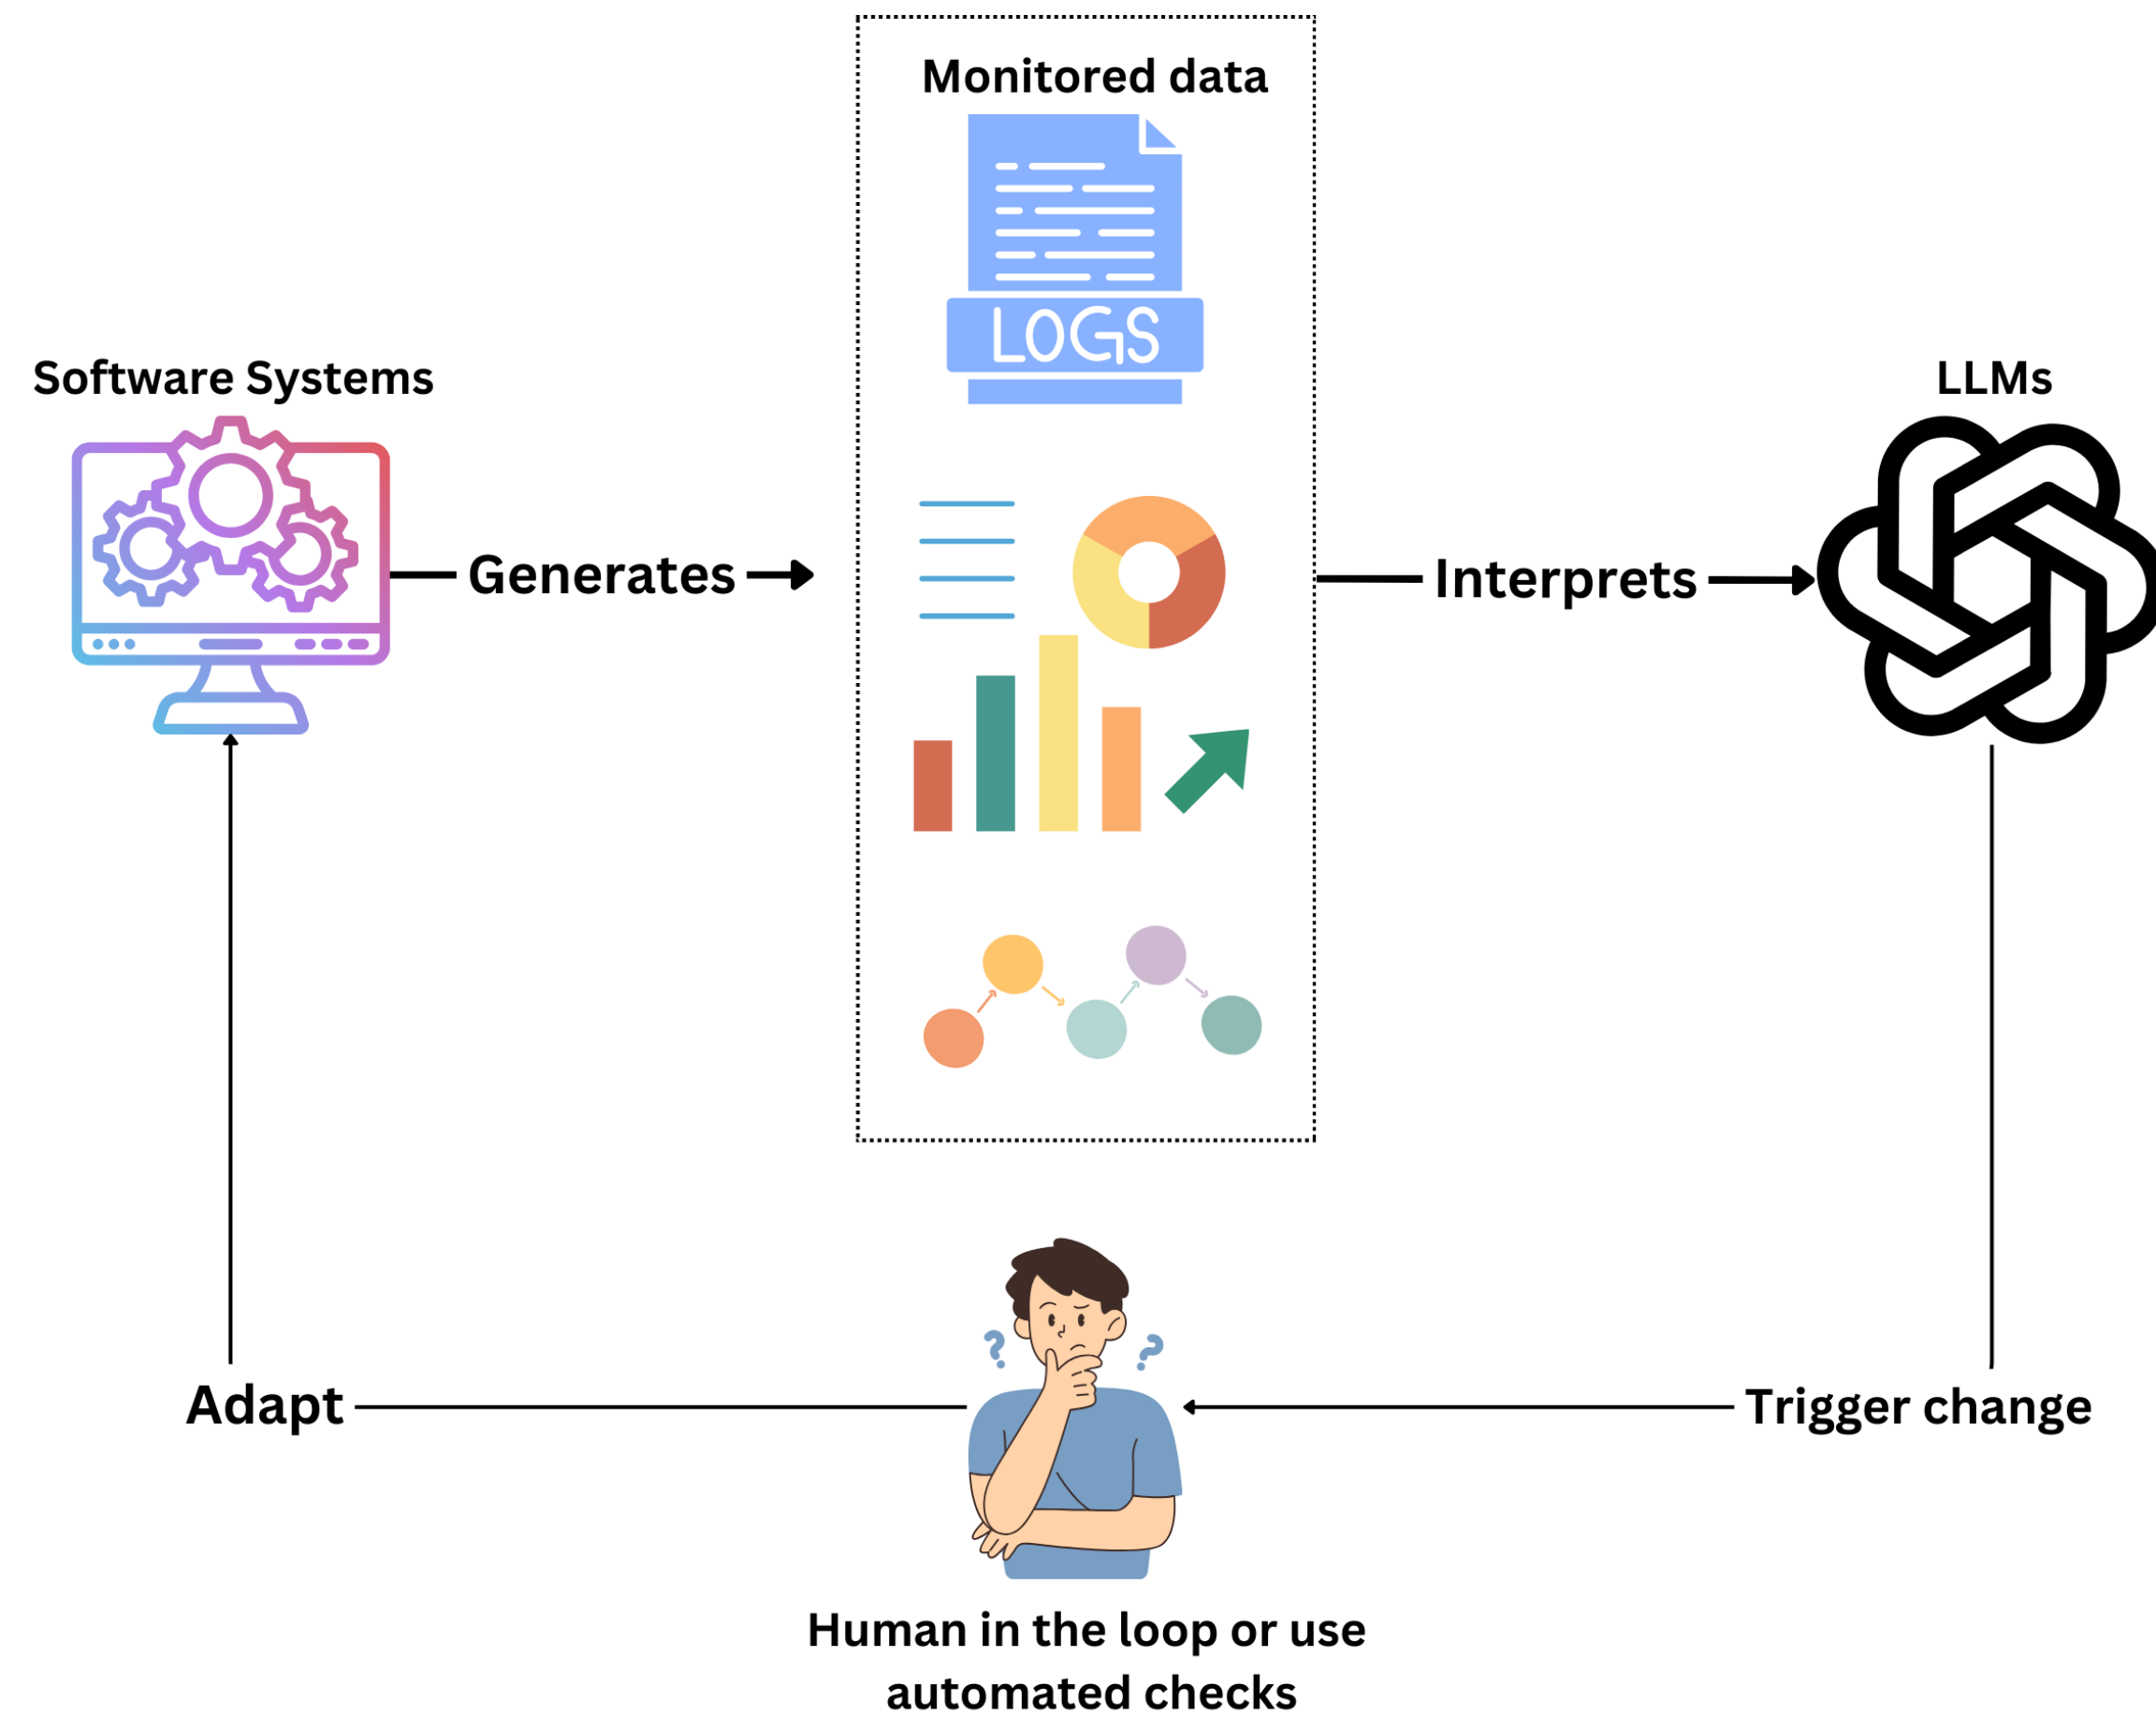 Monitored data
LOGS
Software Systems
LLMs
Generates
Interprets
Adapt
Trigger change
Human in the loop or use
automated checks